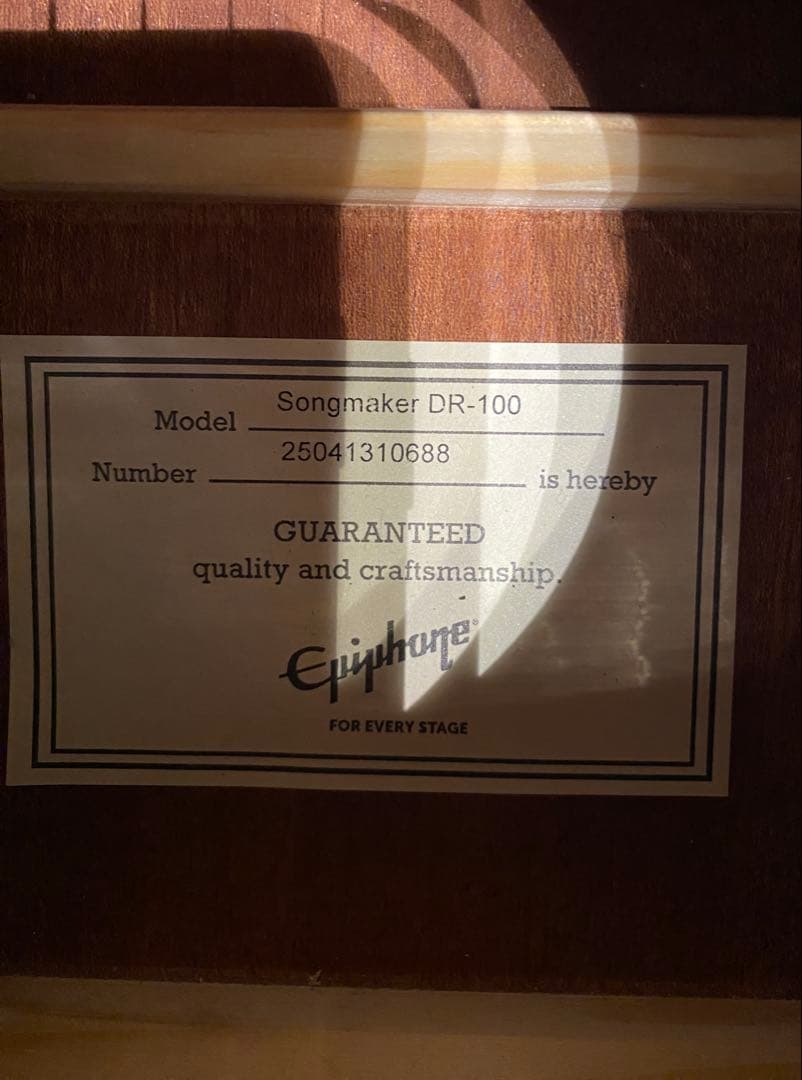 Model Songmaker DR-100
Number 25041310688 is hereby
GUARANTEED
quality and craftsmanship.
Epiphone®
FOR EVERY STAGE